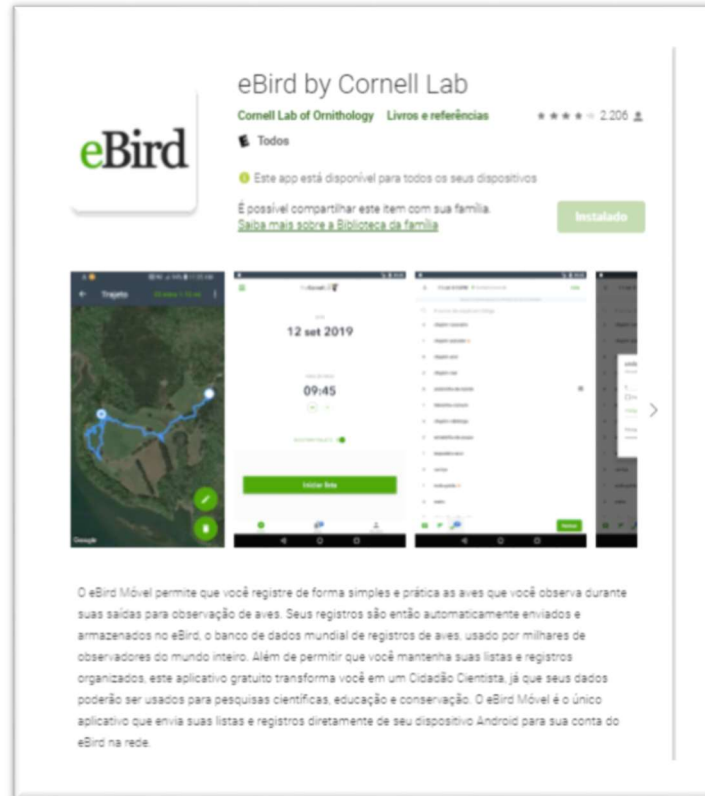 eBird
eBird by Cornell Lab
Cornell Lab of Ornithology Livros e referências 2.206
Todos
Este app está disponível para todos os seus dispositivos
É possível compartilhar este item com sua família.
Saiba mais sobre a Biblioteca da família
Instalado
Trajeto
Google
12 set 2019
09:45
Iniciar lista
O eBird Móvel permite que você registre de forma simples e prática as aves que você observa durante
suas saídas para observação de aves. Seus registros são então automaticamente enviados e
armazenados no eBird, o banco de dados mundial de registros de aves, usado por milhares de
observadores do mundo inteiro. Além de permitir que você mantenha suas listas e registros
organizados, este aplicativo gratuito transforma você em um Cidadão Cientista, já que seus dados
poderão ser usados para pesquisas científicas, educação e conservação. O eBird Móvel é o único
aplicativo que envia suas listas e registros diretamente de seu dispositivo Android para sua conta do
eBird na rede.